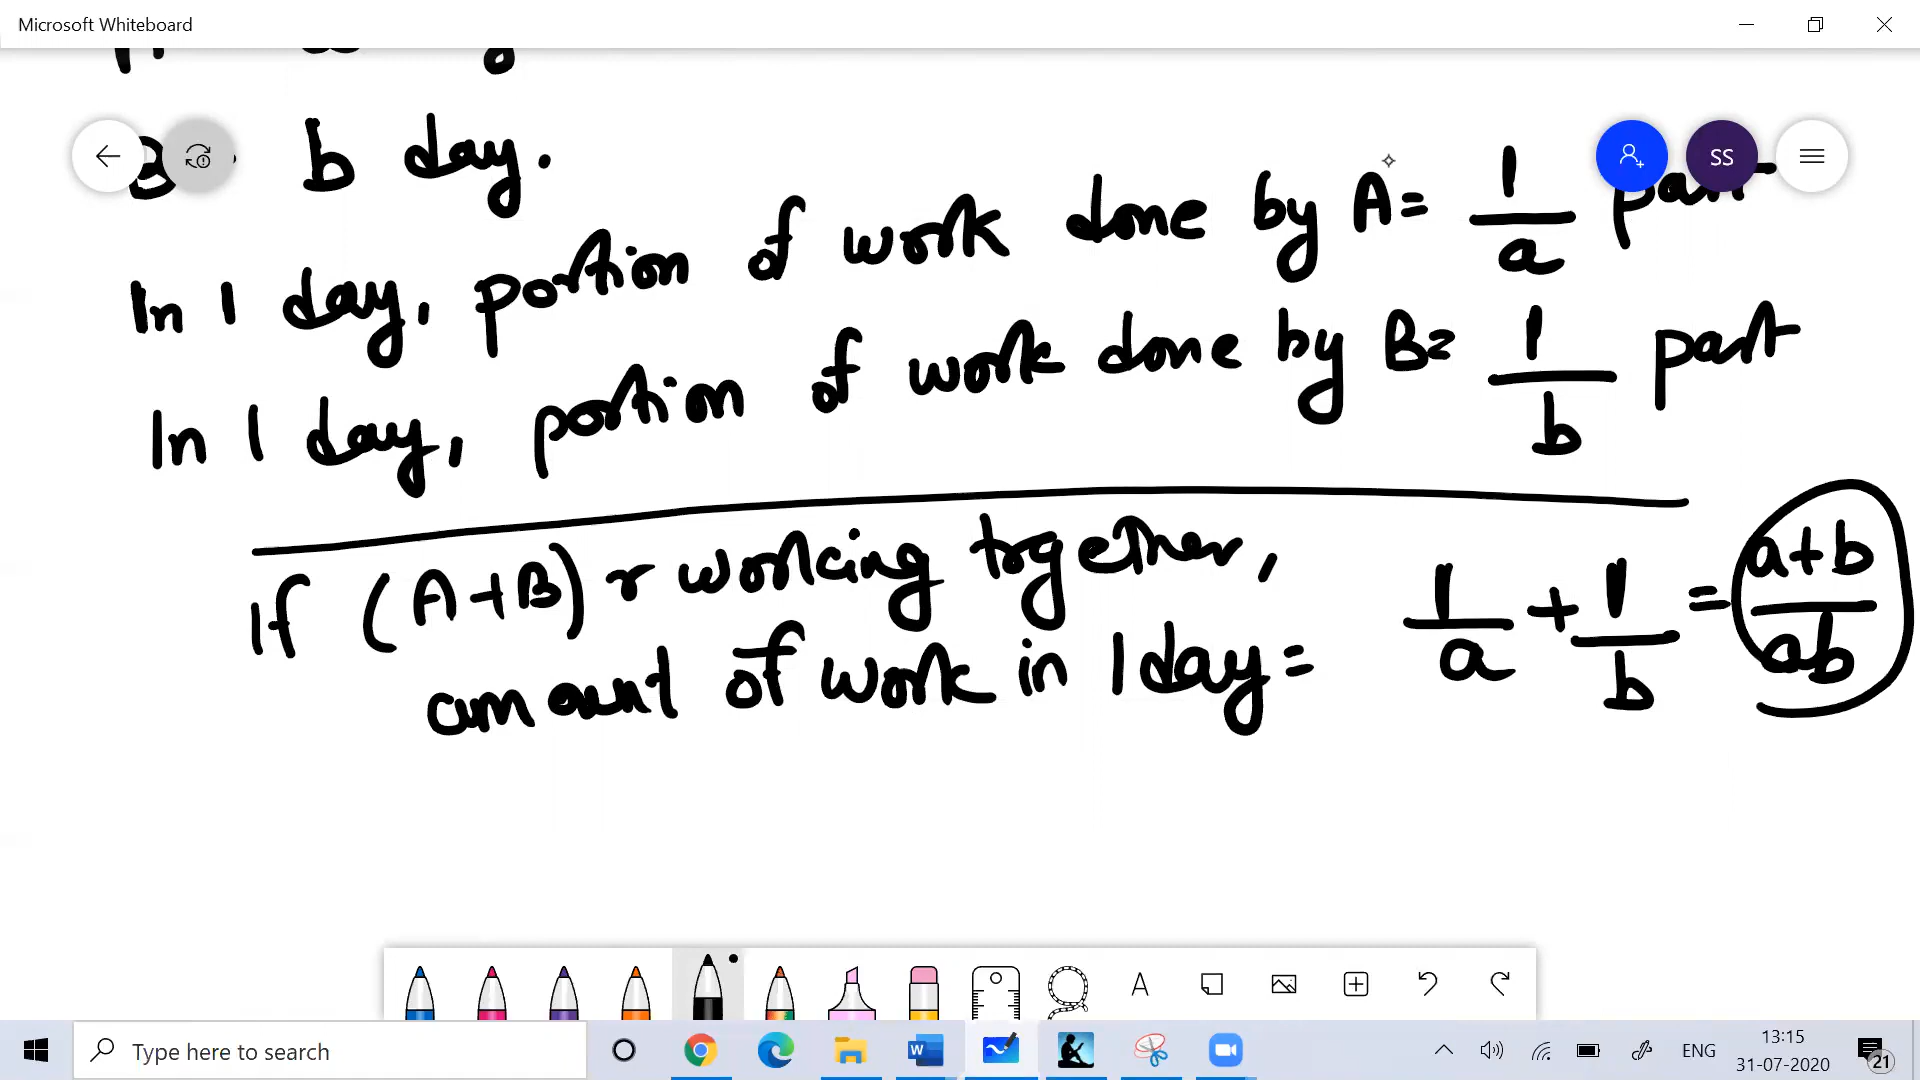 Microsoft Whiteboard
B. b day.
SS
In 1 day, portion of work done by A= 1/a part
In 1 day, portion of work done by B= 1/b part
If (A+B) r working together,
amount of work in 1 day= 1/a + 1/b = a+b/ab
Type here to search
ENG
13:15
31-07-2020
21